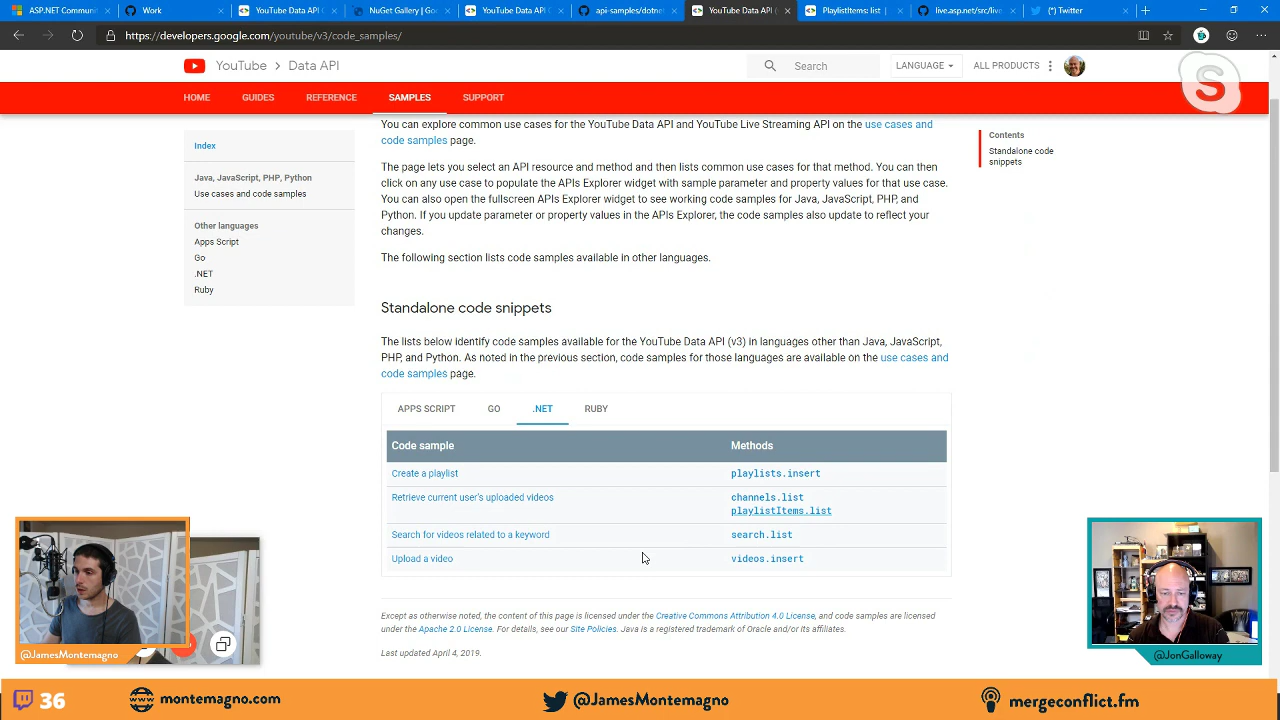 ASP.NET Commun
Work
YouTube Data API (
NuGet Gallery | Goo
YouTube Data API (
api-samples/dotne
YouTube Data API (
PlaylistItems: list |
live.asp.net/src/live
(*) Twitter
https://developers.google.com/youtube/v3/code_samples/
YouTube > Data API
Search
LANGUAGE
ALL PRODUCTS
HOME
GUIDES
REFERENCE
SAMPLES
SUPPORT
Index
Java, JavaScript, PHP, Python
Use cases and code samples
Other languages
Apps Script
Go
.NET
Ruby
You can explore common use cases for the YouTube Data API and YouTube Live Streaming API on the use cases and
code samples page.
The page lets you select an API resource and method and then lists common use cases for that method. You can then
click on any use case to populate the APIs Explorer widget with sample parameter and property values for that use case.
You can also open the fullscreen APIs Explorer widget to see working code samples for Java, JavaScript, PHP, and
Python. If you update parameter or property values in the APIs Explorer, the code samples also update to reflect your
changes.
The following section lists code samples available in other languages.
Standalone code snippets
The lists below identify code samples available for the YouTube Data API (v3) in languages other than Java, JavaScript,
PHP, and Python. As noted in the previous section, code samples for those languages are available on the use cases and
code samples page.
APPS SCRIPT
GO
.NET
RUBY
Code sample
Methods
Create a playlist
playlists.insert
Retrieve current user's uploaded videos
channels.list
playlistItems.list
Search for videos related to a keyword
search.list
Upload a video
videos.insert
Except as otherwise noted, the content of this page is licensed under the Creative Commons Attribution 4.0 License, and code samples are licensed
under the Apache 2.0 License. For details, see our Site Policies. Java is a registered trademark of Oracle and/or its affiliates.
Last updated April 4, 2019.
Contents
Standalone code
snippets
S
@JamesMontemagno
@JonGalloway
36
montemagno.com
@JamesMontemagno
mergeconflict.fm